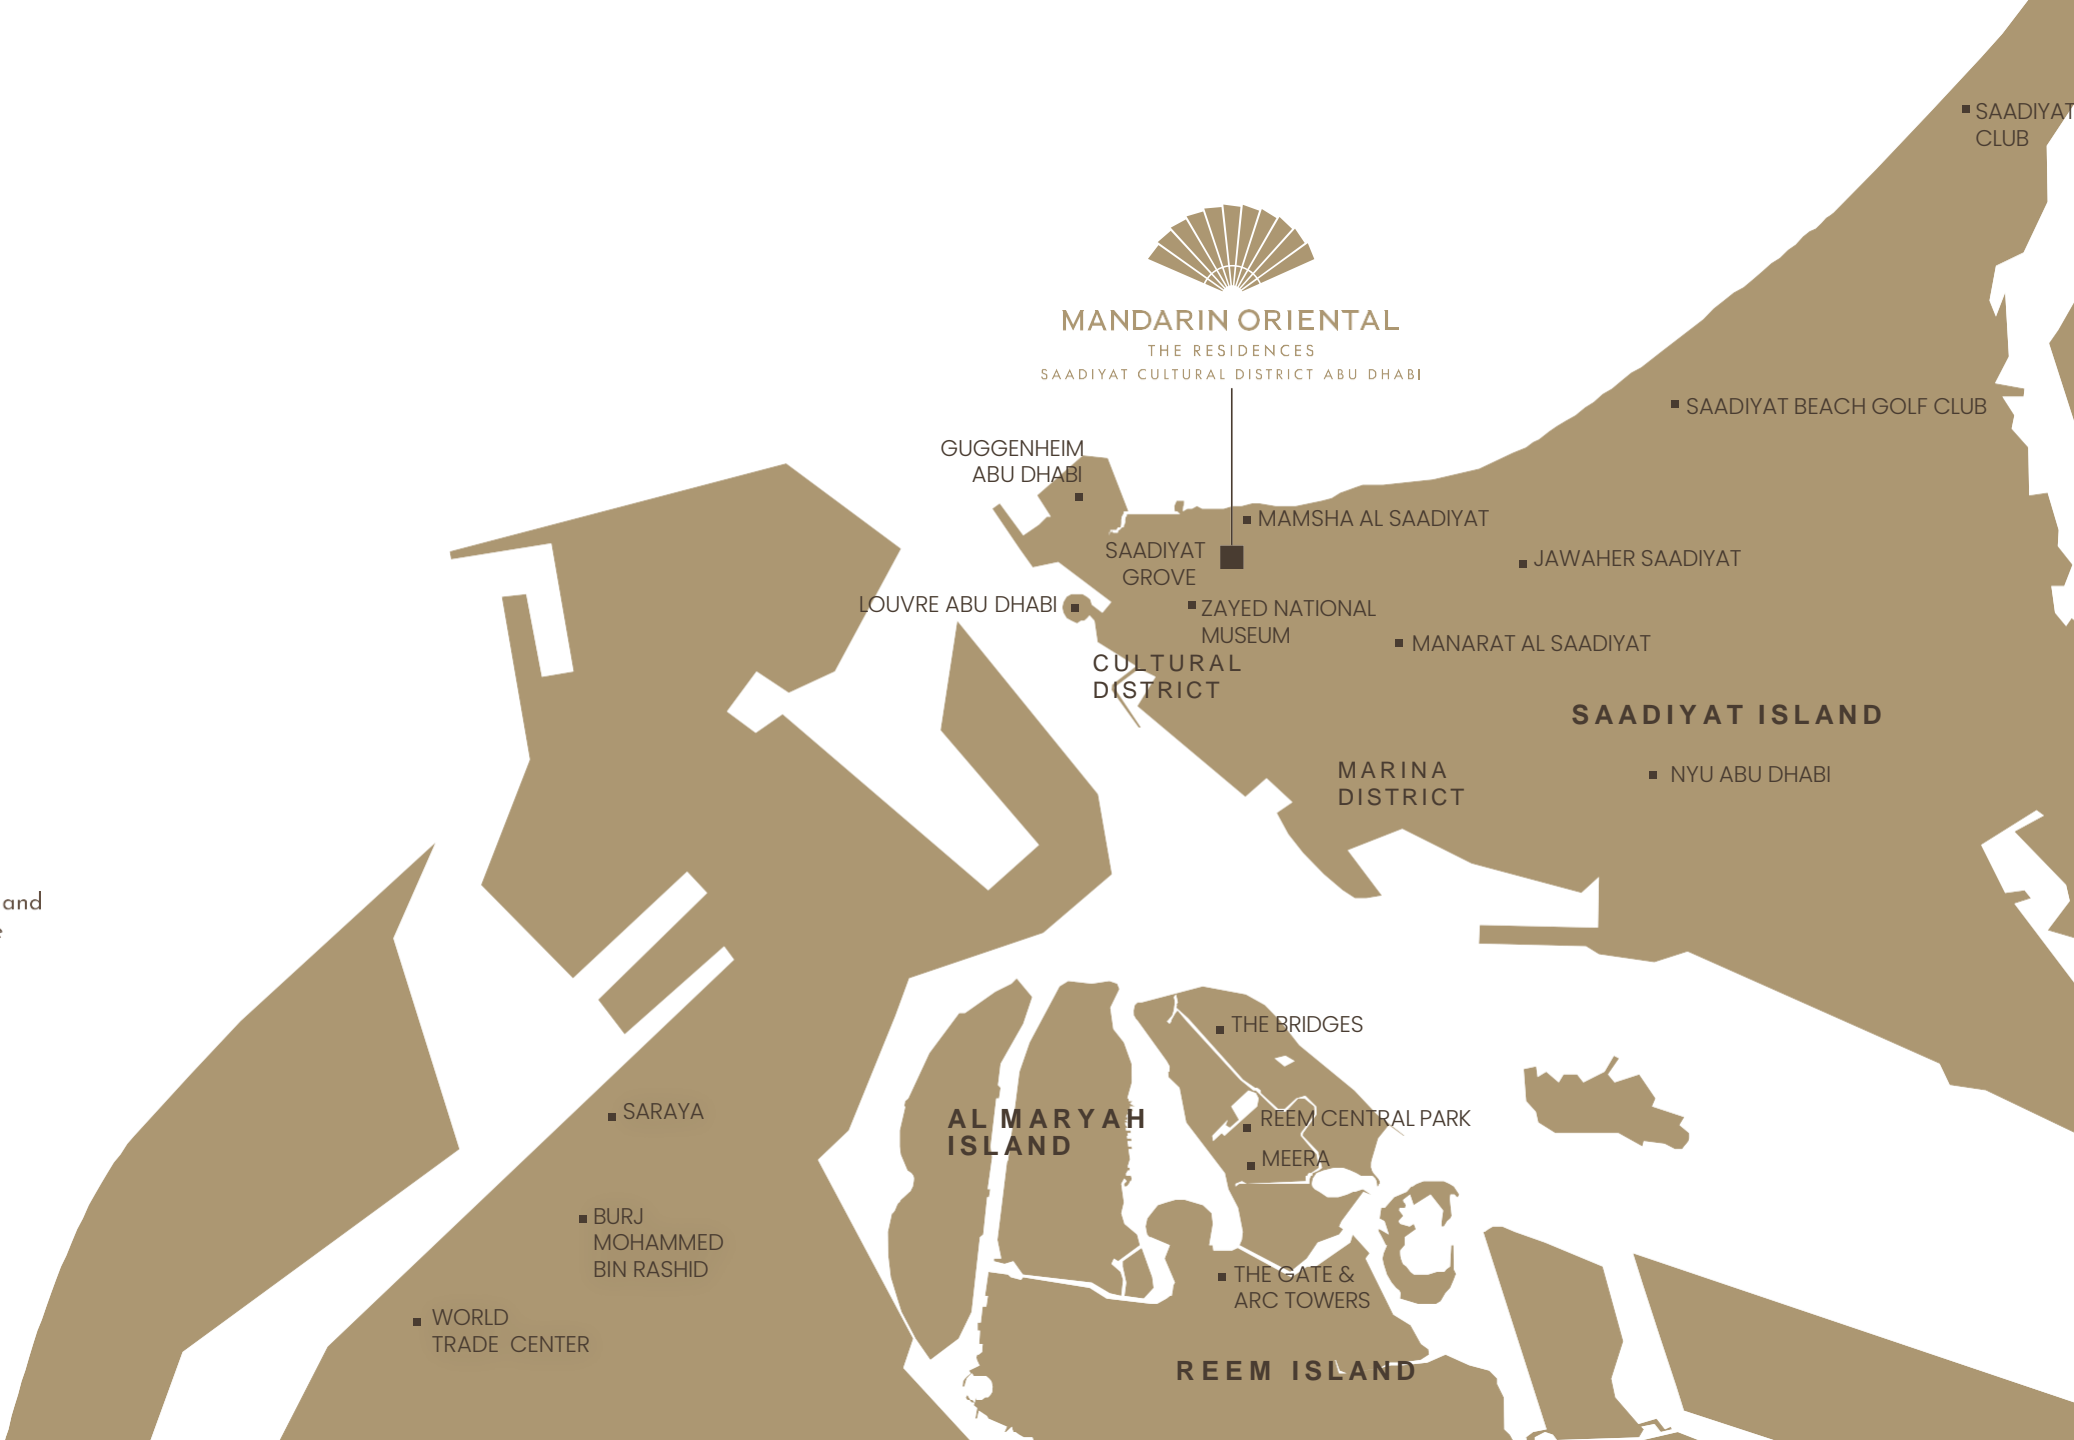 SAADIYAT
CLUB
MANDARIN ORIENTAL
THE RESIDENCES
SAADIYAT CULTURAL DISTRICT ABU DHABI
SAADIYAT BEACH GOLF CLUB
GUGGENHEIM
ABU DHABI
MAMSHA AL SAADIYAT
SAADIYAT
GROVE
JAWAHER SAADIYAT
LOUVRE ABU DHABI
ZAYED NATIONAL
MUSEUM
MANARAT AL SAADIYAT
CULTURAL
DISTRICT
SAADIYAT ISLAND
MARINA
DISTRICT
NYU ABU DHABI
and
THE BRIDGES
SARAYA
AL MARYAH
ISLAND
REEM CENTRAL PARK
MEERA
BURJ
MOHAMMED
BIN RASHID
THE GATE &
ARC TOWERS
WORLD
TRADE CENTER
REEM ISLAND